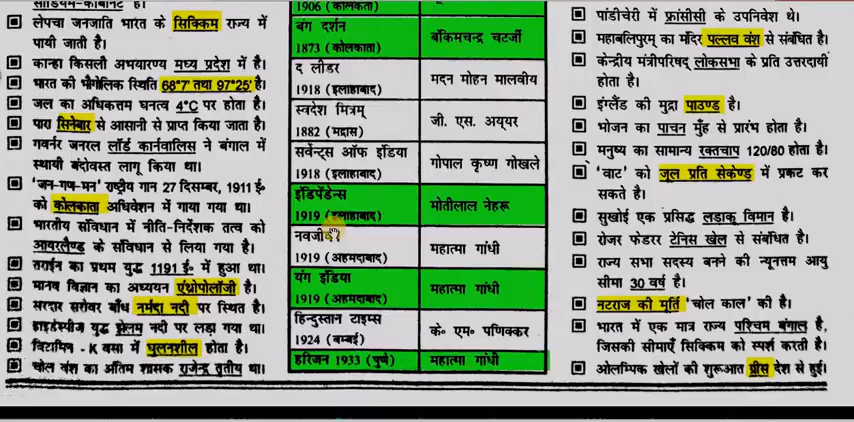 लेपचा जनजाति भारत के सिक्किम राज्य में
पायी जाती है।
कान्हा किसली अभयारण्य मध्य प्रदेश में है।
भारत की भौगोलिक स्थिति 68°7' तथा 97°25' है।
जल का अधिकतम घनत्व 4°C पर होता है।
पारा सिनेबार से आसानी से प्राप्त किया जाता है।
गवर्नर जनरल लॉर्ड कार्नवालिस ने बंगाल में
स्थायी बंदोवस्त लागू किया था।
'जन-गण-मन' राष्ट्रीय गान 27 दिसम्बर, 1911 ई०
को कोलकाता अधिवेशन में गाया गया था।
भारतीय संविधान में नीति-निर्देशक तत्व को
आयरलैण्ड के संविधान से लिया गया है।
तराईन का प्रथम युद्ध 1191 ई० में हुआ था।
मानव विज्ञान का अध्ययन एंथ्रोपोलॉजी है।
सरदार सरोवर बाँध नर्मदा नदी पर स्थित है।
हाइडेस्पीज युद्ध झेलम नदी पर लड़ा गया था।
विटामिन - K वसा में घुलनशील होता है।
चोल वंश का अंतिम शासक राजेन्द्र तृतीय था।
1906 (कोलकाता)
बंग दर्शन
1873 (कोलकाता) बंकिमचन्द्र चटर्जी
द लीडर
1918 (इलाहाबाद) मदन मोहन मालवीय
स्वदेश मित्रम्
1882 (मद्रास) जी. एस. अय्यर
सर्वेन्ट्स ऑफ इंडिया
1918 (इलाहाबाद) गोपाल कृष्ण गोखले
इंडिपेंडेन्स
1919 (इलाहाबाद) मोतीलाल नेहरू
1919 (अहमदाबाद) महात्मा गांधी
यंग इंडिया
1919 (अहमदाबाद) महात्मा गांधी
हिन्दुस्तान टाइम्स
1924 (बम्बई) के० एम० पणिक्कर
हरिजन 1933 (पुणे) महात्मा गांधी
पांडीचेरी में फ्रांसीसी के उपनिवेश थे।
महाबलिपुरम् का मंदिर पल्लव वंश से संबंधित है।
केन्द्रीय मंत्रीपरिषद् लोकसभा के प्रति उत्तरदायी
होता है।
इंग्लैंड की मुद्रा पाउण्ड है।
भोजन का पाचन मुँह से प्रारंभ होता है।
मनुष्य का सामान्य रक्तचाप 120/80 होता है।
'वाट' को जूल प्रति सेकेण्ड में प्रकट कर
सकते है।
सुखोई एक प्रसिद्ध लड़ाकू विमान है।
रोजर फेडरर टेनिस खेल से संबंधित है।
राज्य सभा सदस्य बनने की न्यूनत्तम आयु
सीमा 30 वर्ष है।
नटराज की मूर्ति 'चोल काल' की है।
भारत में एक मात्र राज्य पश्चिम बंगाल है,
जिसकी सीमाएँ सिक्किम को स्पर्श करती है।
ओलम्पिक खेलों की शुरूआत ग्रीस देश से हुई।